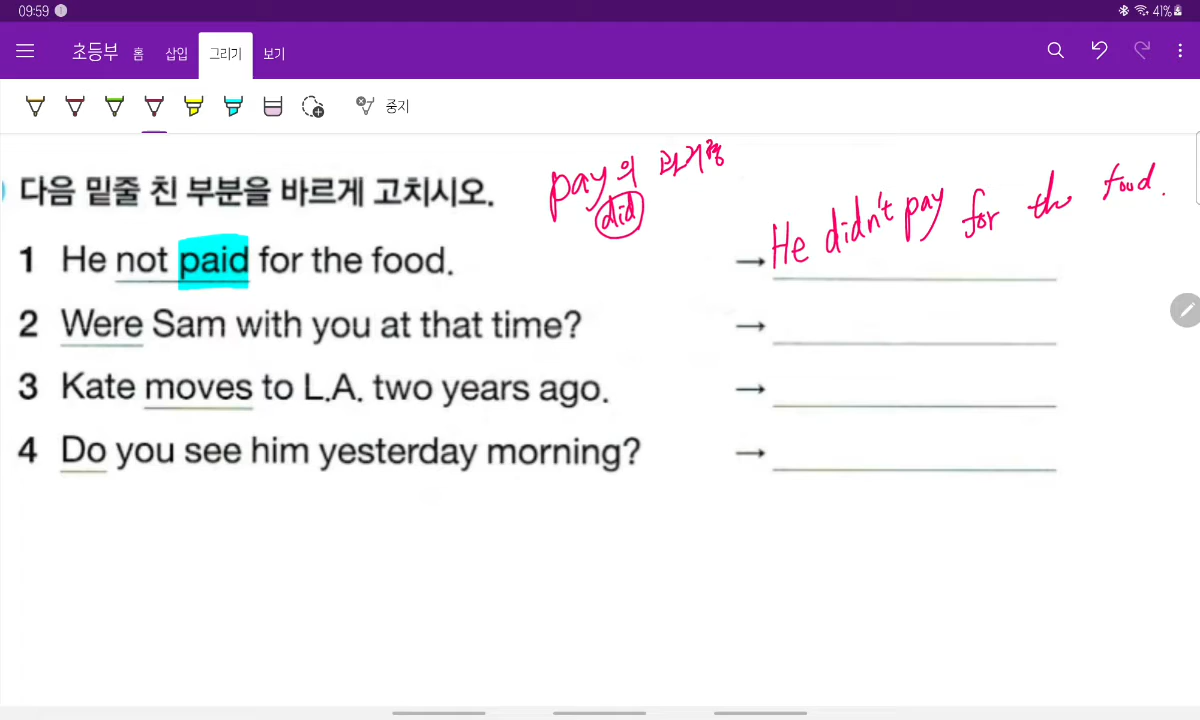 09:59
41%
초등부 홈 삽입 그리기 보기
중지
pay의 과거형
did
다음 밑줄 친 부분을 바르게 고치시오.
1 He not paid for the food. → He didn't pay for the food.
2 Were Sam with you at that time? →
3 Kate moves to L.A. two years ago. →
4 Do you see him yesterday morning? →